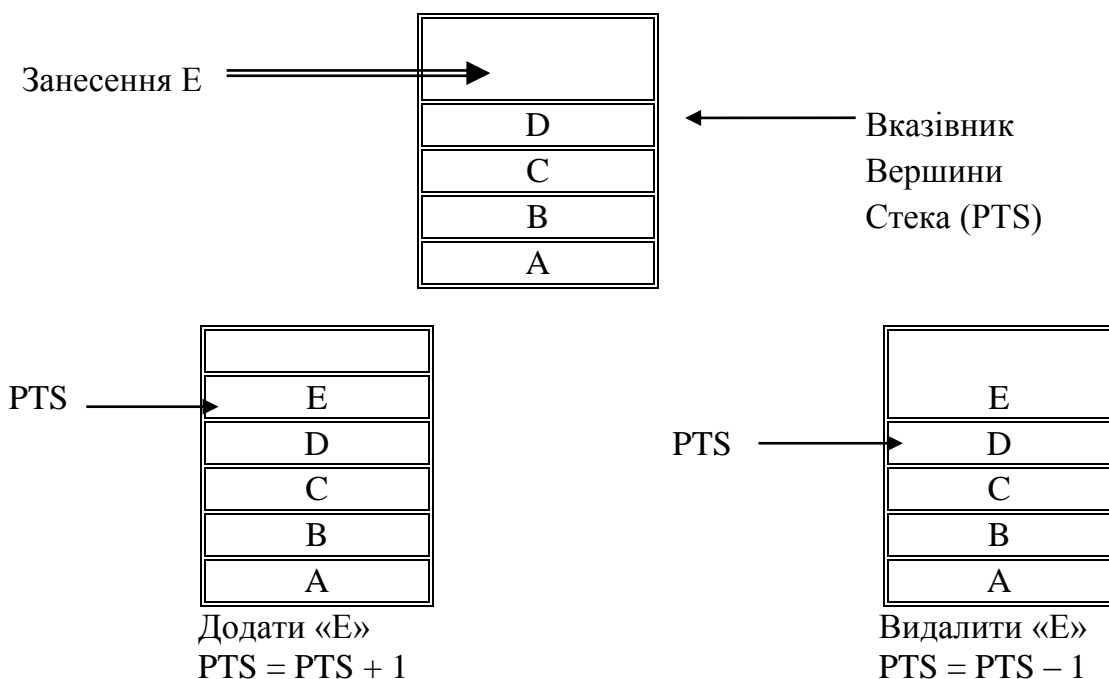 Занесення E
D
C
B
A
Вказівник
Вершини
Стека (PTS)
PTS
E
D
C
B
A
Додати «E»
PTS = PTS + 1
PTS
E
D
C
B
A
Видалити «E»
PTS = PTS – 1